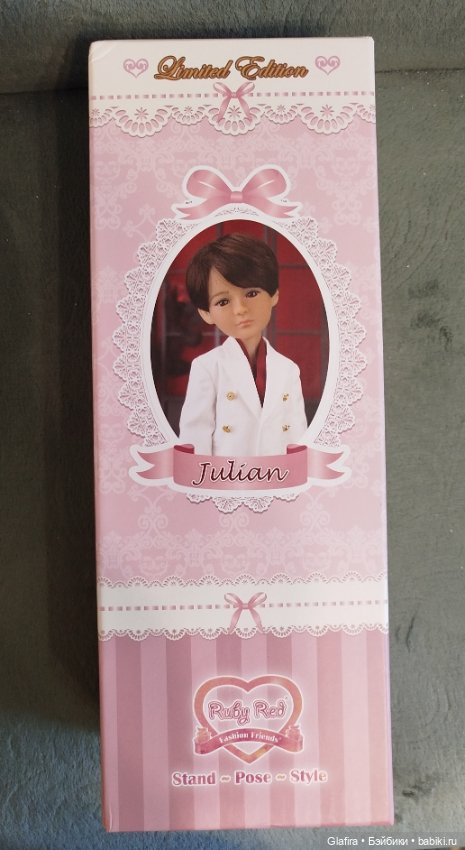 Limited Edition
Julian
Ruby Red
Fashion Friends
Stand ~ Pose ~ Style
Glafira • Бэйбики • babiki.ru